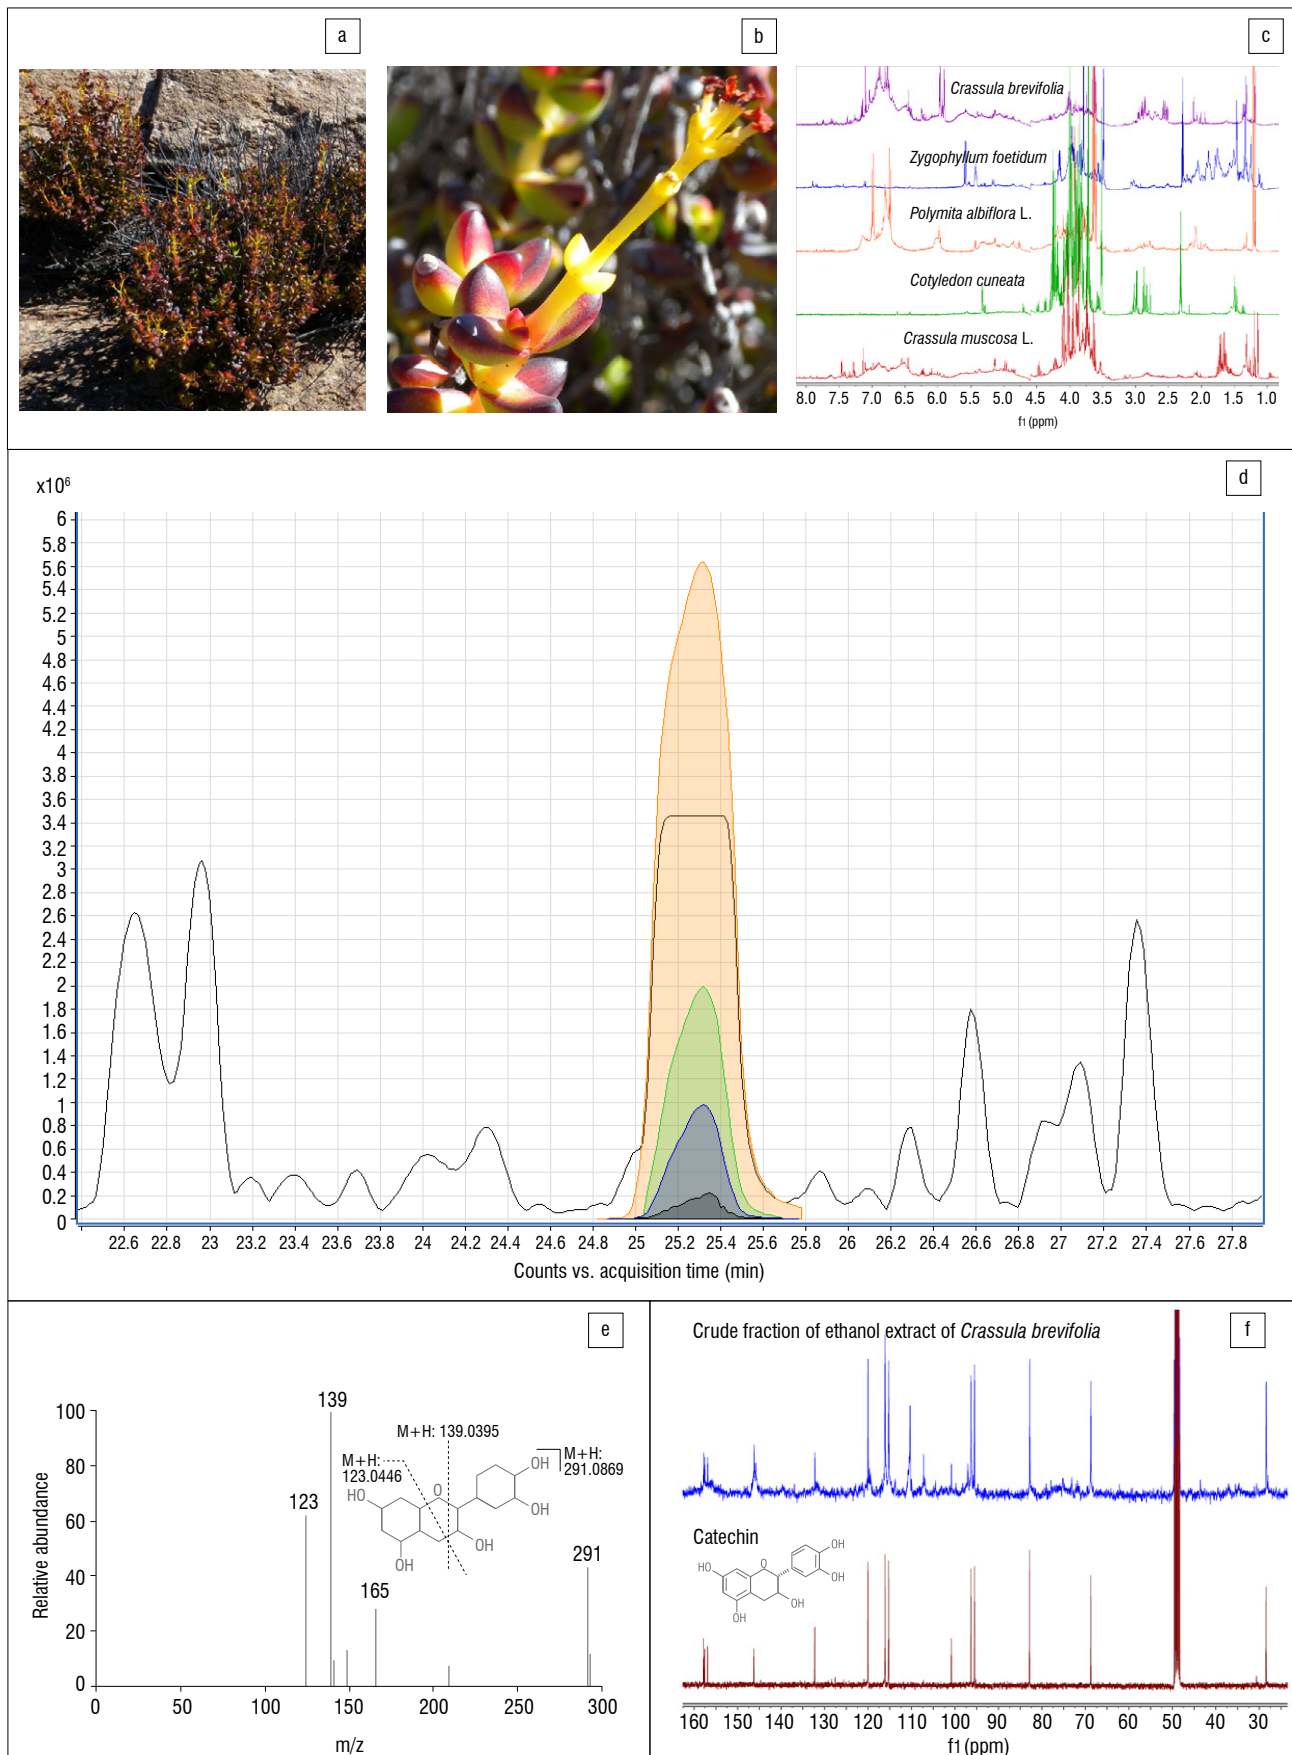 a
b
c
Crassula brevifolia
Zygophyllum foetidum
Polymita albiflora L.
Cotyledon cuneata
Crassula muscosa L.
8.0 7.5 7.0 6.5 6.0 5.5 5.0 4.5 4.0 3.5 3.0 2.5 2.0 1.5 1.0
f1 (ppm)
d
x10⁶
6
5.8
5.6
5.4
5.2
5
4.8
4.6
4.4
4.2
4
3.8
3.6
3.4
3.2
3
2.8
2.6
2.4
2.2
2
1.8
1.6
1.4
1.2
1
0.8
0.6
0.4
0.2
0
22.6 22.8 23 23.2 23.4 23.6 23.8 24 24.2 24.4 24.6 24.8 25 25.2 25.4 25.6 25.8 26 26.2 26.4 26.6 26.8 27 27.2 27.4 27.6 27.8
Counts vs. acquisition time (min)
e
Relative abundance
100
80
60
40
20
0
139
123
165
291
M+H: 139.0395
M+H:
123.0446
M+H:
291.0869
HO
O
OH
OH
OH
OH
0 50 100 150 200 250 300
m/z
f
Crude fraction of ethanol extract of Crassula brevifolia
Catechin
OH
HO
O
OH
OH
OH
160 150 140 130 120 110 100 90 80 70 60 50 40 30
f1 (ppm)